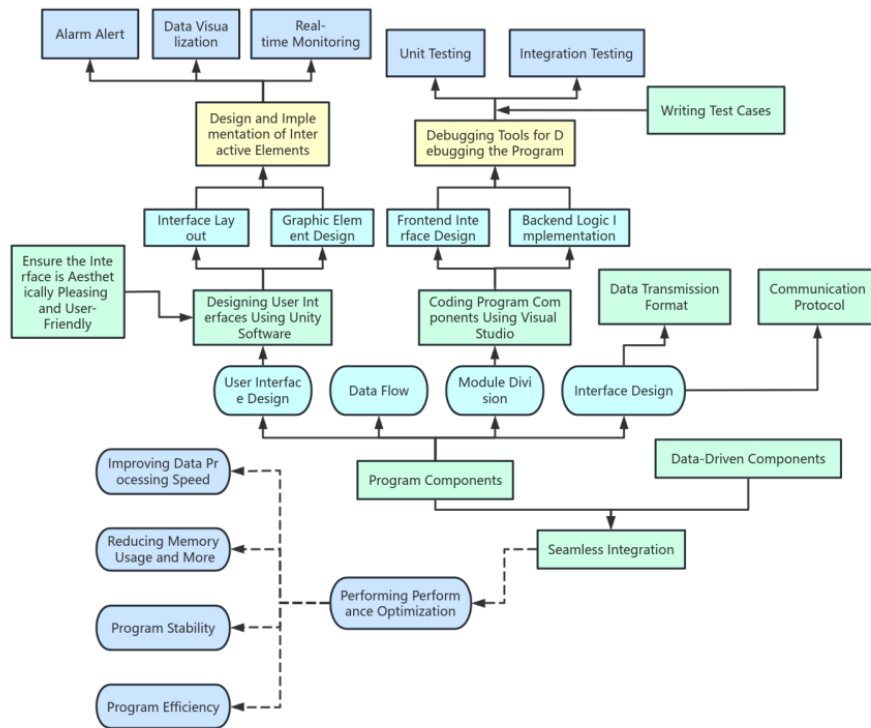 Alarm Alert
Data Visua
lization
Real-
time Monitoring
Unit Testing
Integration Testing
Writing Test Cases
Design and Imple
mentation of Inter
active Elements
Debugging Tools for D
ebugging the Program
Interface Lay
out
Graphic Elem
ent Design
Frontend Inte
rface Design
Backend Logic I
mplementation
Ensure the Inte
rface is Aesthet
ically Pleasing
and User-
Friendly
Designing User Int
erfaces Using Unity
Software
Coding Program Com
ponents Using Visual
Studio
Data Transmission
Format
Communication
Protocol
User Interfac
e Design
Data Flow
Module Divi
sion
Interface Design
Improving Data Pr
ocessing Speed
Program Components
Data-Driven Components
Reducing Memory
Usage and More
Seamless Integration
Performing Perform
ance Optimization
Program Stability
Program Efficiency